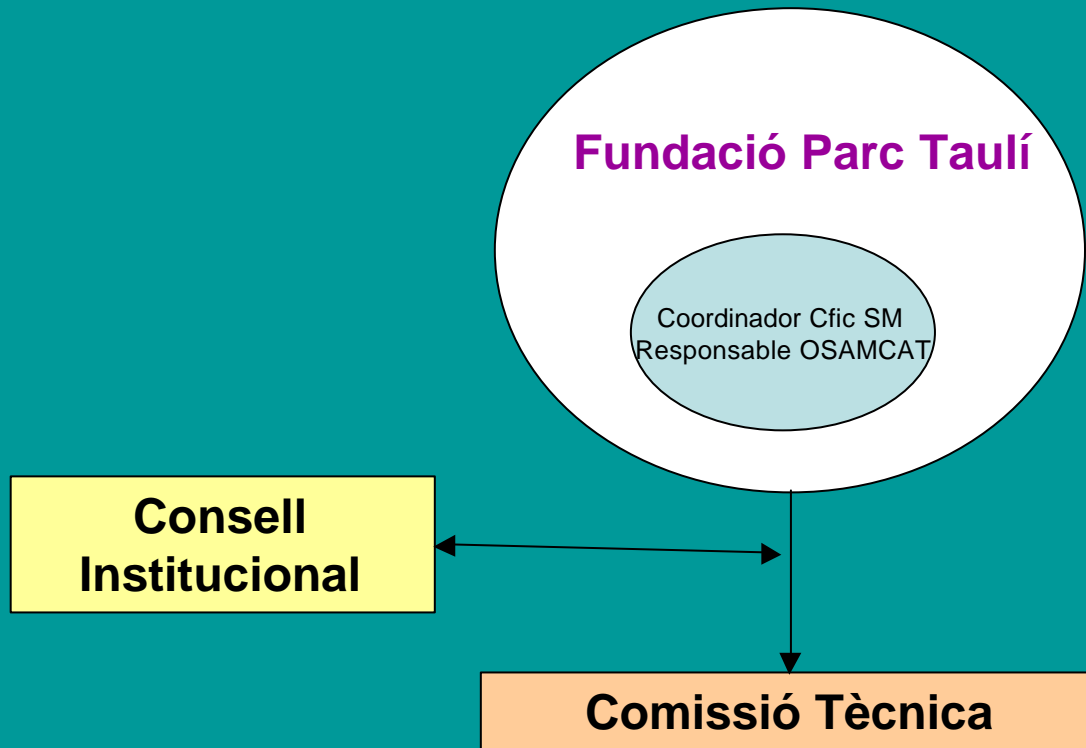 Fundació Parc Taulí
Coordinador Cfic SM
Responsable OSAMCAT
Consell
Institucional
Comissió Tècnica